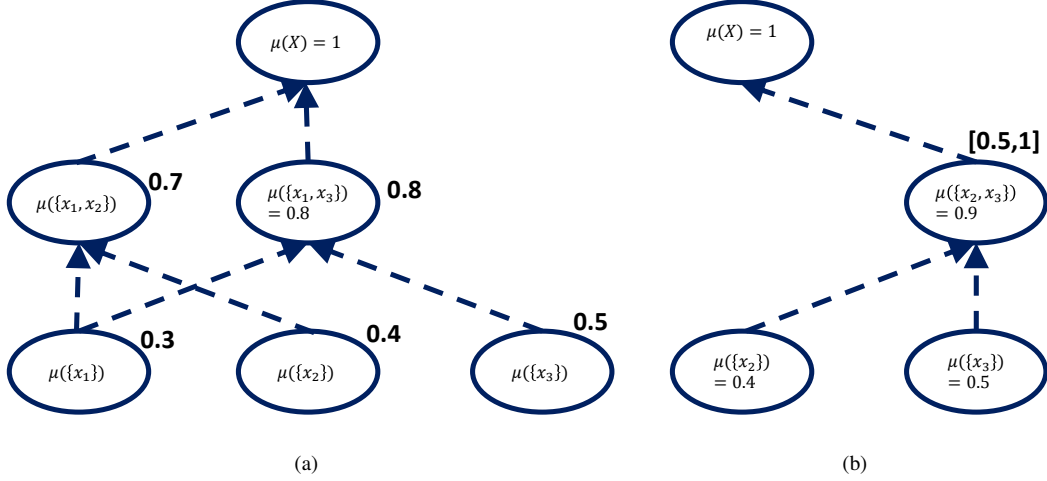 μ(X) = 1
μ(X) = 1
[0.5,1]
μ({x₁, x₂})
0.7
μ({x₁, x₃})
= 0.8
0.8
μ({x₂, x₃})
= 0.9
μ({x₁})
0.3
μ({x₂})
0.4
μ({x₃})
0.5
μ({x₂})
= 0.4
μ({x₃})
= 0.5
(a)
(b)